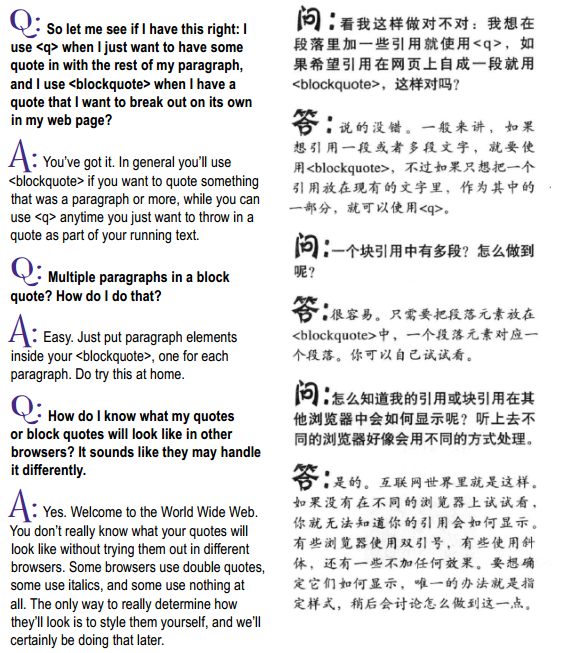 Q: So let me see if I have this right: I
use <q> when I just want to have some
quote in with the rest of my paragraph,
and I use <blockquote> when I have a
quote that I want to break out on its own
in my web page?
A: You’ve got it. In general you’ll use
<blockquote> if you want to quote something
that was a paragraph or more, while you can
use <q> anytime you just want to throw in a
quote as part of your running text.
Q: Multiple paragraphs in a block
quote? How do I do that?
A: Easy. Just put paragraph elements
inside your <blockquote>, one for each
paragraph. Do try this at home.
Q: How do I know what my quotes
or block quotes will look like in other
browsers? It sounds like they may handle
it differently.
A: Yes. Welcome to the World Wide Web.
You don’t really know what your quotes will
look like without trying them out in different
browsers. Some browsers use double quotes,
some use italics, and some use nothing at
all. The only way to really determine how
they’ll look is to style them yourself, and we’ll
certainly be doing that later.
问:看我这样做对不对:我想在
段落里加一些引用就使用<q>,如
果希望引用在网页上自成一段就用
<blockquote>,这样对吗?
答:说的没错。一般来讲,如果
想引用一段或者多段文字,就要使
用<blockquote>,不过如果只想把一个
引用放在现有的文字里,作为其中的
一部分,就可以使用<q>。
问:一个块引用中有多段?怎么做到
呢?
答:很容易。只需要把段落元素放在
<blockquote>中,一个段落元素对应一
个段落。你可以自己试试看。
问:怎么知道我的引用或块引用在其
他浏览器中会如何显示呢?听上去不
同的浏览器好像会用不同的方式处理。
答:是的。互联网世界里就是这样。
如果没有在不同的浏览器上试试看,
你就无法知道你的引用会如何显示。
有些浏览器使用双引号,有些使用斜
体,还有一些不加任何效果。要想确
定它们如何显示,唯一的办法就是指
定样式,稍后会讨论怎么做到这一点。